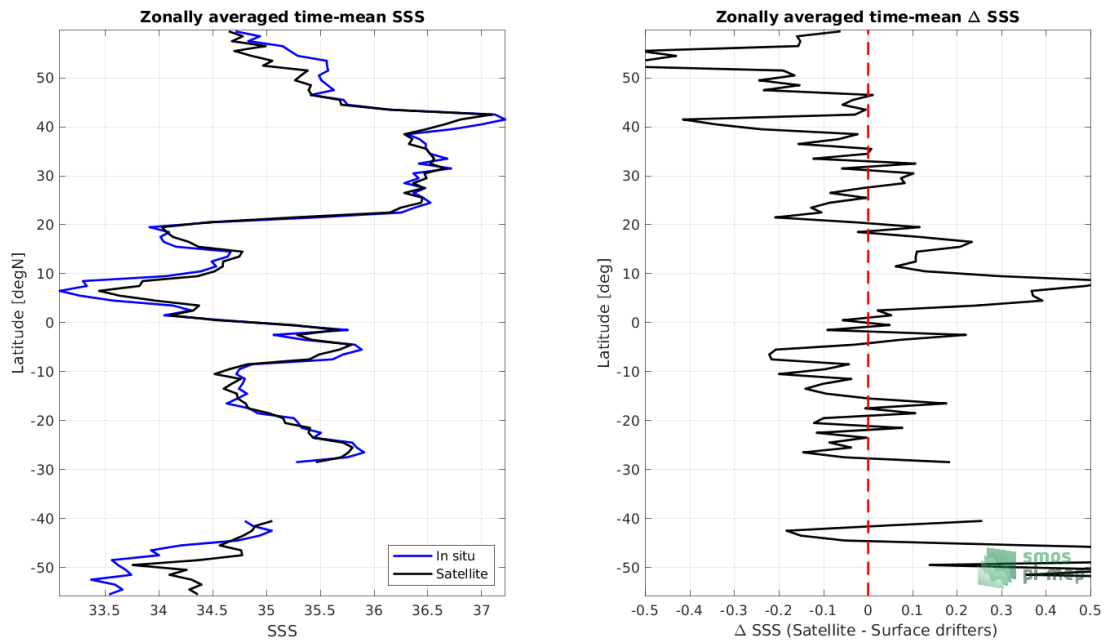 Zonally averaged time-mean SSS
50
40
30
20
10
0
-10
-20
-30
-40
-50
Latitude [degN]
In situ
Satellite
33.5 34 34.5 35 35.5 36 36.5 37
SSS
Zonally averaged time-mean Δ SSS
50
40
30
20
10
0
-10
-20
-30
-40
-50
Latitude [deg]
smos
pi-mep
-0.5 -0.4 -0.3 -0.2 -0.1 0 0.1 0.2 0.3 0.4 0.5
Δ SSS (Satellite - Surface drifters)